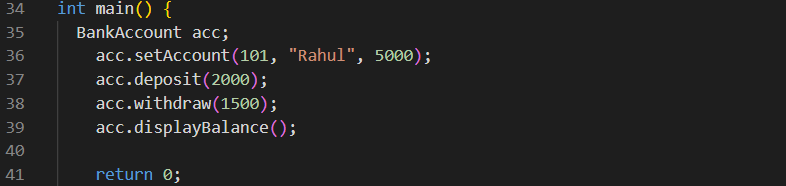 34 int main() {
35 BankAccount acc;
36 acc.setAccount(101, "Rahul", 5000);
37 acc.deposit(2000);
38 acc.withdraw(1500);
39 acc.displayBalance();
40
41 return 0;